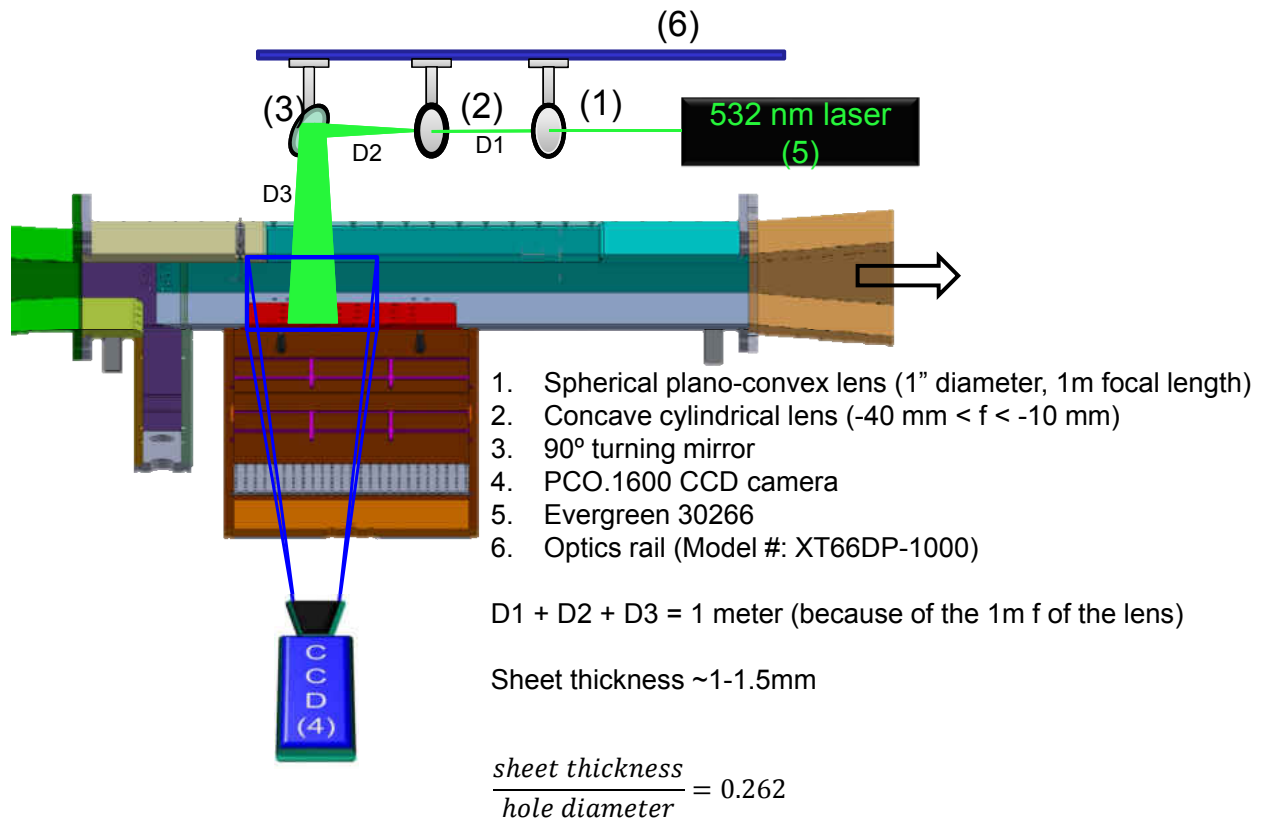 (6)
(3)
(2)
(1)
532 nm laser
(5)
D2
D1
D3
1. Spherical plano-convex lens (1” diameter, 1m focal length)
2. Concave cylindrical lens (-40 mm < f < -10 mm)
3. 90º turning mirror
4. PCO.1600 CCD camera
5. Evergreen 30266
6. Optics rail (Model #: XT66DP-1000)
D1 + D2 + D3 = 1 meter (because of the 1m f of the lens)
C
C
D
(4)
Sheet thickness ~1-1.5mm
sheet thickness
hole diameter
= 0.262